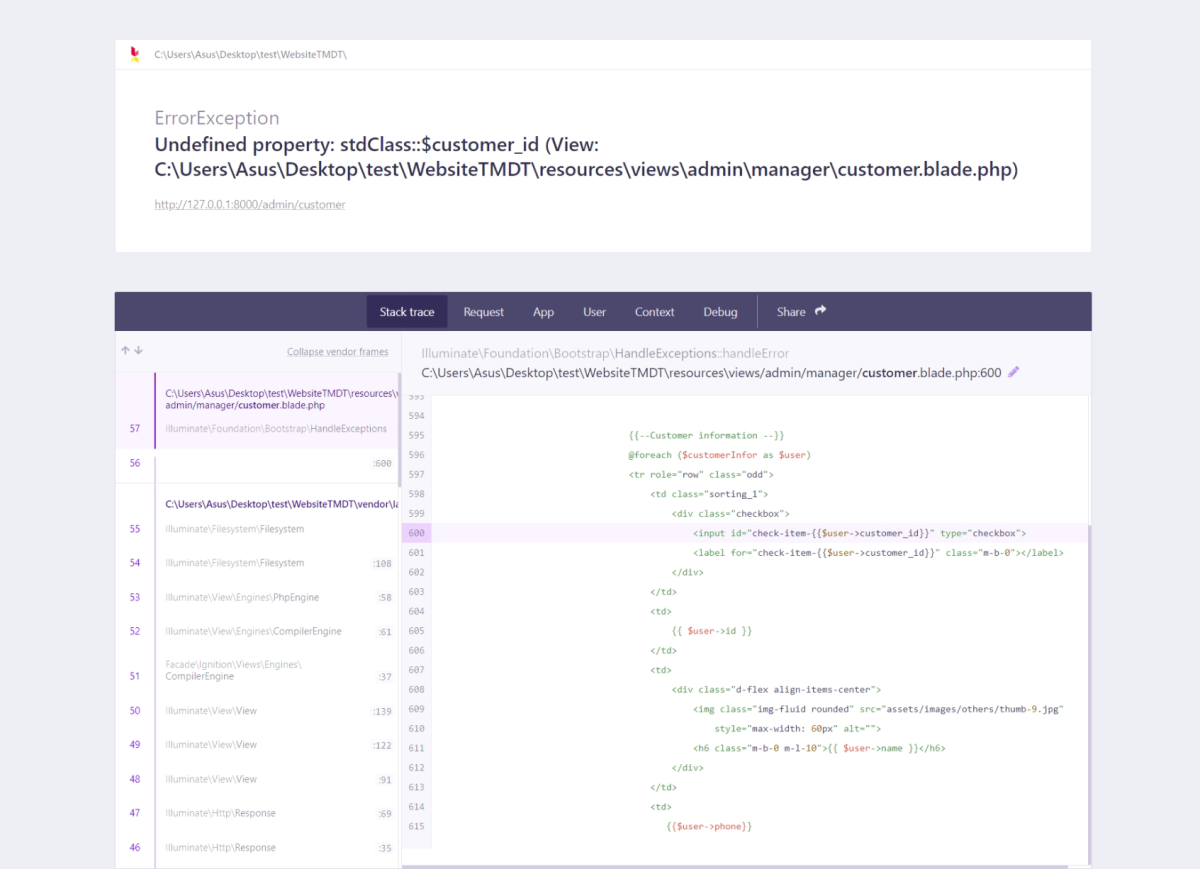 C:\Users\Asus\Desktop\test\WebsiteTMDT\
ErrorException
Undefined property: stdClass::$customer_id (View:
C:\Users\Asus\Desktop\test\WebsiteTMDT\resources\views\admin\manager\customer.blade.php)
http://127.0.0.1:8000/admin/customer
Stack trace Request App User Context Debug Share
Collapse vendor frames
C:\Users\Asus\Desktop\test\WebsiteTMDT\resources\
admin/manager/customer.blade.php
57 Illuminate\Foundation\Bootstrap\HandleExceptions
56 :600
C:\Users\Asus\Desktop\test\WebsiteTMDT\vendor\
55 Illuminate\Filesystem\Filesystem
54 Illuminate\Filesystem\Filesystem :108
53 Illuminate\View\Engines\PhpEngine :58
52 Illuminate\View\Engines\CompilerEngine :61
Facade\Ignition\Views\Engines\
51 CompilerEngine :37
50 Illuminate\View\View :139
49 Illuminate\View\View :122
48 Illuminate\View\View :91
47 Illuminate\Http\Response :69
46 Illuminate\Http\Response :35
Illuminate\Foundation\Bootstrap\HandleExceptions::handleError
C:\Users\Asus\Desktop\test\WebsiteTMDT\resources\views/admin/manager/customer.blade.php:600
593
594
595 {{--Customer information --}}
596 @foreach ($customerInfor as $user)
597 <tr role="row" class="odd">
598 <td class="sorting_1">
599 <div class="checkbox">
600 <input id="check-item-{{$user->customer_id}}" type="checkbox">
601 <label for="check-item-{{$user->customer_id}}" class="m-b-0"></label>
602 </div>
603 </td>
604 <td>
605 {{ $user->id }}
606 </td>
607 <td>
608 <div class="d-flex align-items-center">
609 <img class="img-fluid rounded" src="assets/images/others/thumb-9.jpg"
610 style="max-width: 60px" alt="">
611 <h6 class="m-b-0 m-l-10">{{ $user->name }}</h6>
612 </div>
613 </td>
614 <td>
615 {{$user->phone}}